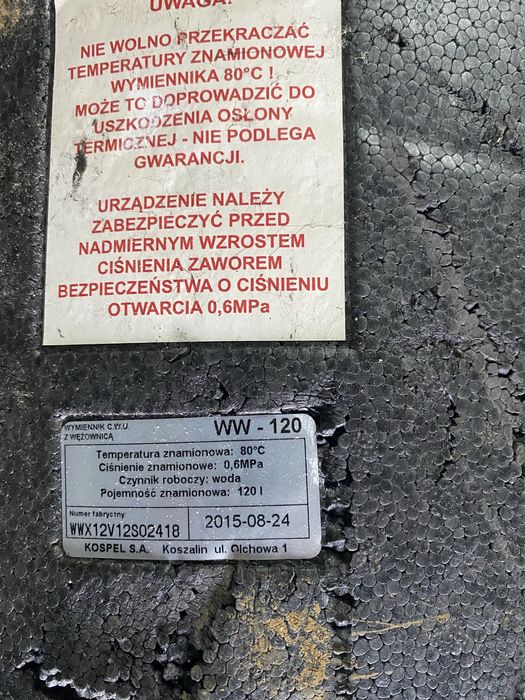 UWAGA!
NIE WOLNO PRZEKRACZAĆ
TEMPERATURY ZNAMIONOWEJ
WYMIENNIKA 80°C !
MOŻE TO DOPROWADZIĆ DO
USZKODZENIA OSŁONY
TERMICZNEJ - NIE PODLEGA
GWARANCJI.
URZĄDZENIE NALEŻY
ZABEZPIECZYĆ PRZED
NADMIERNYM WZROSTEM
CIŚNIENIA ZAWOREM
BEZPIECZEŃSTWA O CIŚNIENIU
OTWARCIA 0,6MPa
WYMIENNIK C.W.U.
Z WĘŻOWNICĄ
WW - 120
Temperatura znamionowa: 80°C
Ciśnienie znamionowe: 0,6MPa
Czynnik roboczy: woda
Pojemność znamionowa: 120 l
Numer fabryczny
WWX12V12S02418
2015-08-24
KOSPEL S.A. Koszalin ul. Olchowa 1